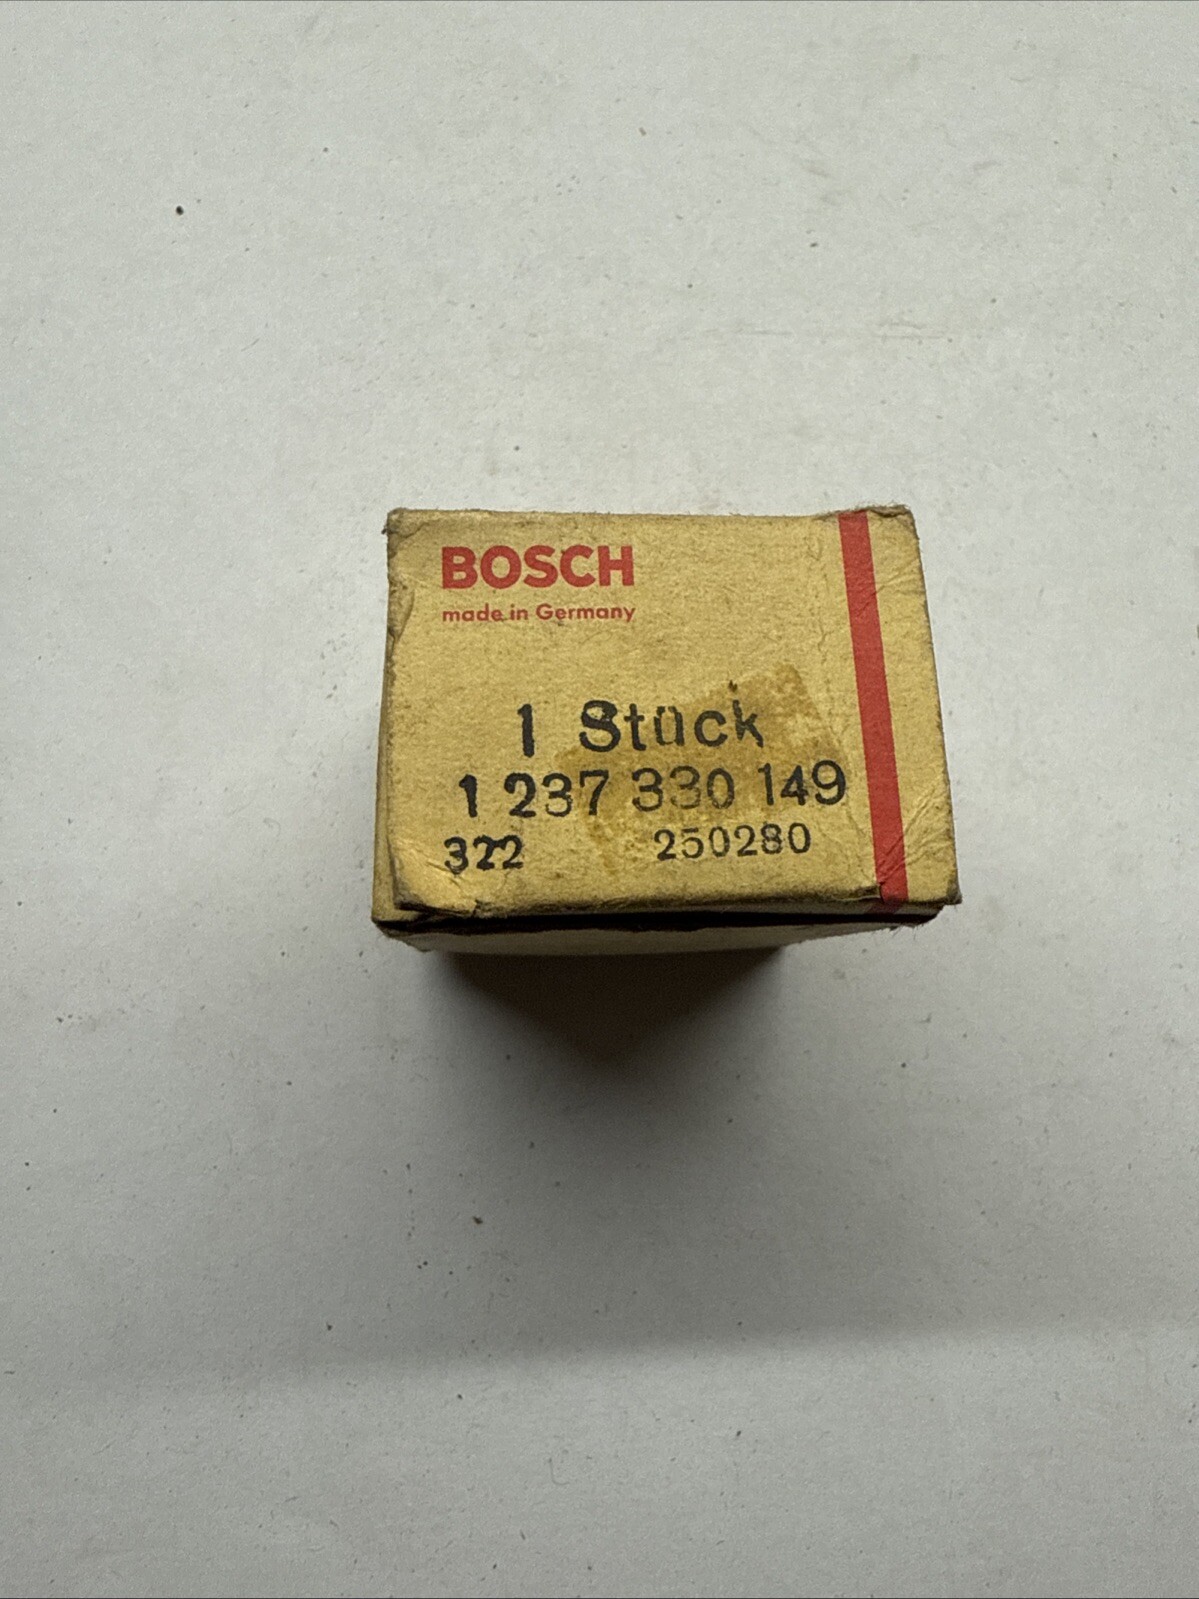 BOSCH
made in Germany
1 Stück
1 237 330 149
322 250280